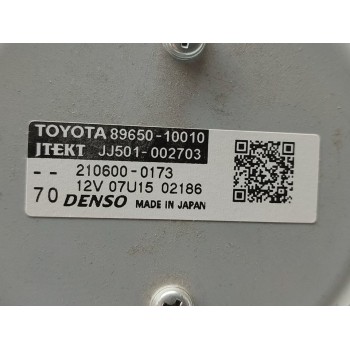 TOYOTA 89650-10010
JTEKT JJ501-002703
-- 210600-0173
12V 07U15 02186
70 DENSO MADE IN JAPAN